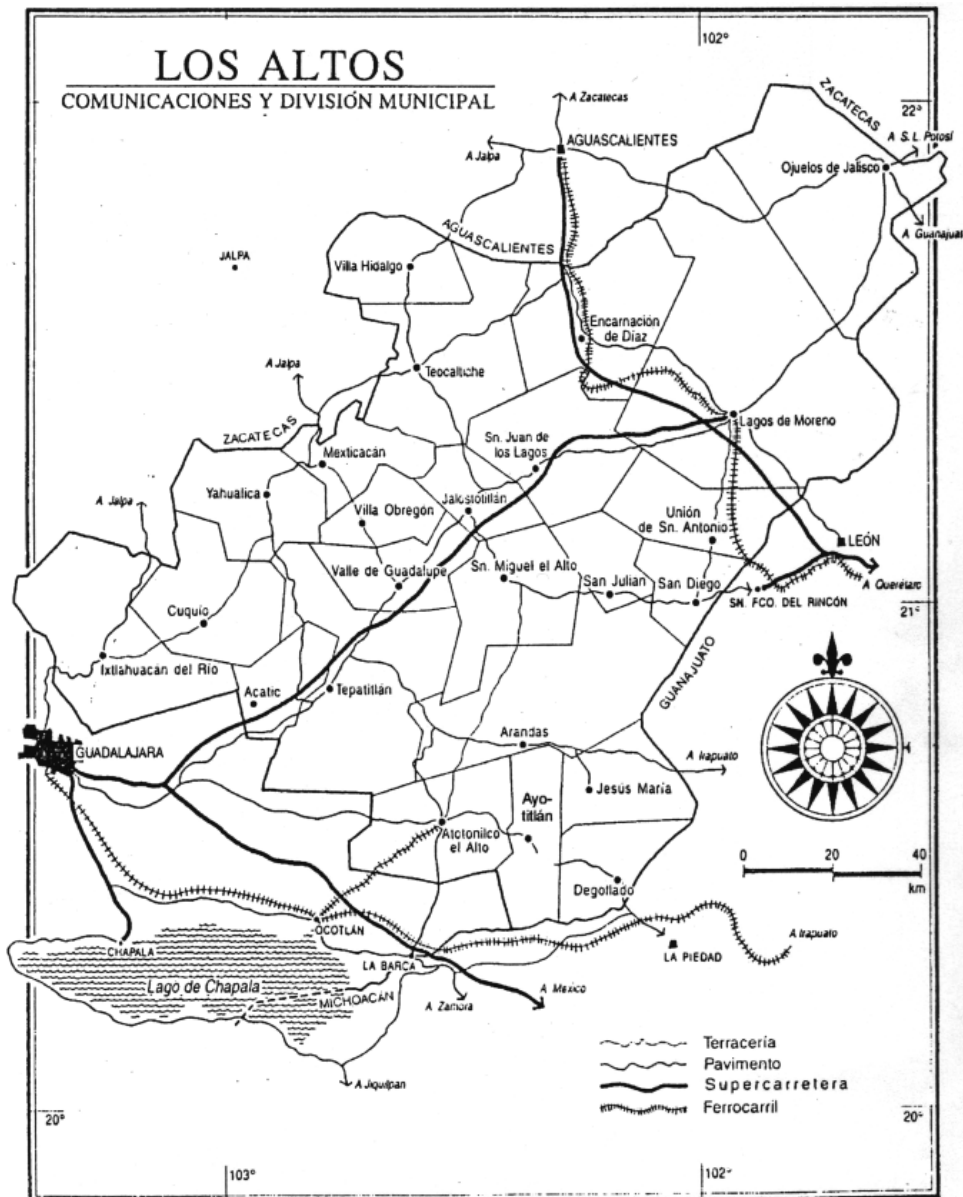 102°
LOS ALTOS
COMUNICACIONES Y DIVISIÓN MUNICIPAL
22°
A Zacatecas
ZACATECAS
A S. L. Potosí
A Jalpa
AGUASCALIENTES
Ojuelos de Jalisco
A Guanajuat
AGUASCALIENTES
JALPA
Villa Hidalgo
Encarnación
de Díaz
A Jalpa
Teocaltiche
Lagos de Moreno
ZACATECAS
Sn. Juan de
los Lagos
Mexticacán
A Jalpa
Yahualica
Jalostotitlán
Villa Obregón
Unión
de Sn. Antonio
LEÓN
Valle de Guadalupe
Sn. Miguel el Alto
San Julian
San Diego
A Querétaro
SN. FCO. DEL RINCÓN
21°
Cuquío
Ixtlahuacán del Río
GUANAJUATO
Acatic
Tepatitlán
GUADALAJARA
Arandas
A Irapuato
Jesús María
Ayo-
titlán
Atotonilco
el Alto
0 20 40
km
Degollado
OCOTLÁN
CHAPALA
LA BARCA
LA PIEDAD
A Irapuato
Lago de Chapala
MICHOACÁN
A Zamora
A Mexico
A Jiquilpan
Terracería
Pavimento
Supercarretera
Ferrocarril
20°
20°
103°
102°